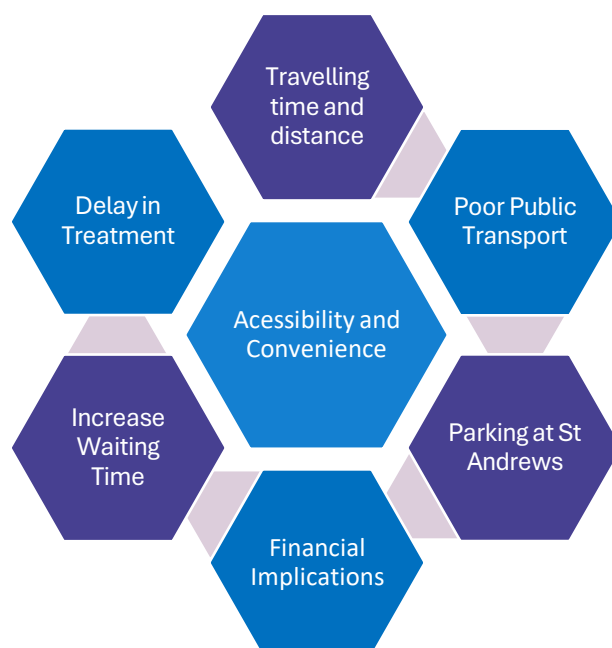 Travelling
time and
distance
Poor Public
Transport
Parking at St
Andrews
Financial
Implications
Increase
Waiting
Time
Delay in
Treatment
Acessibility and
Convenience